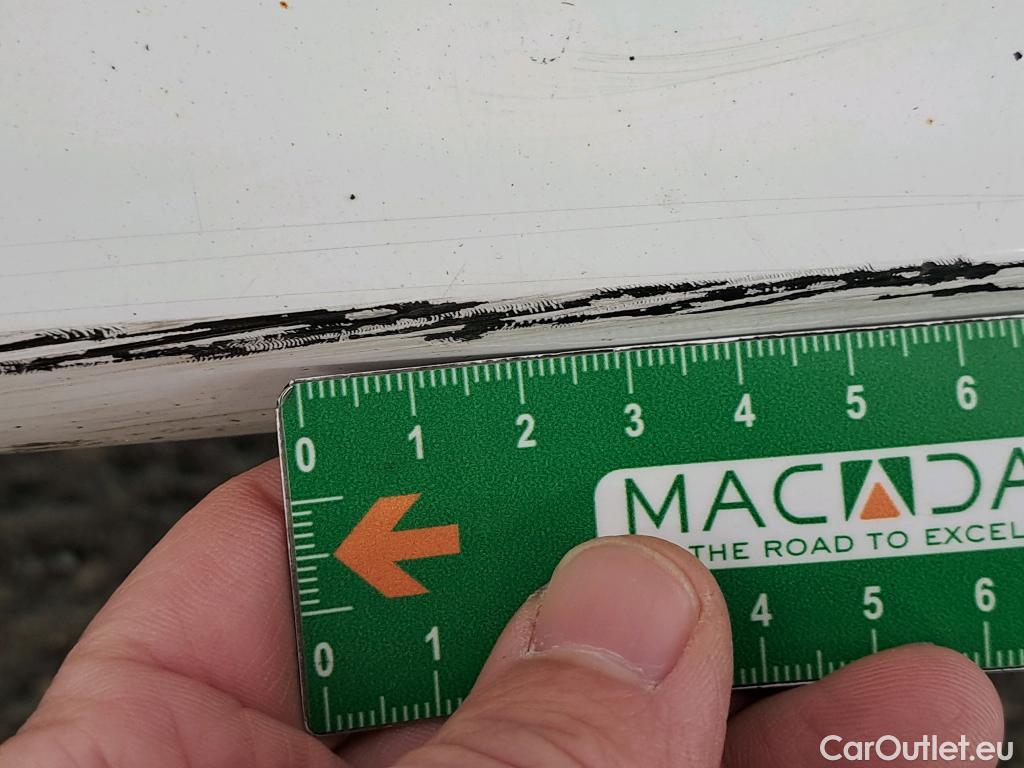 0 1 2 3 4 5 6
MACADA
THE ROAD TO EXCEL
0 1 4 5 6
CarOutlet.eu